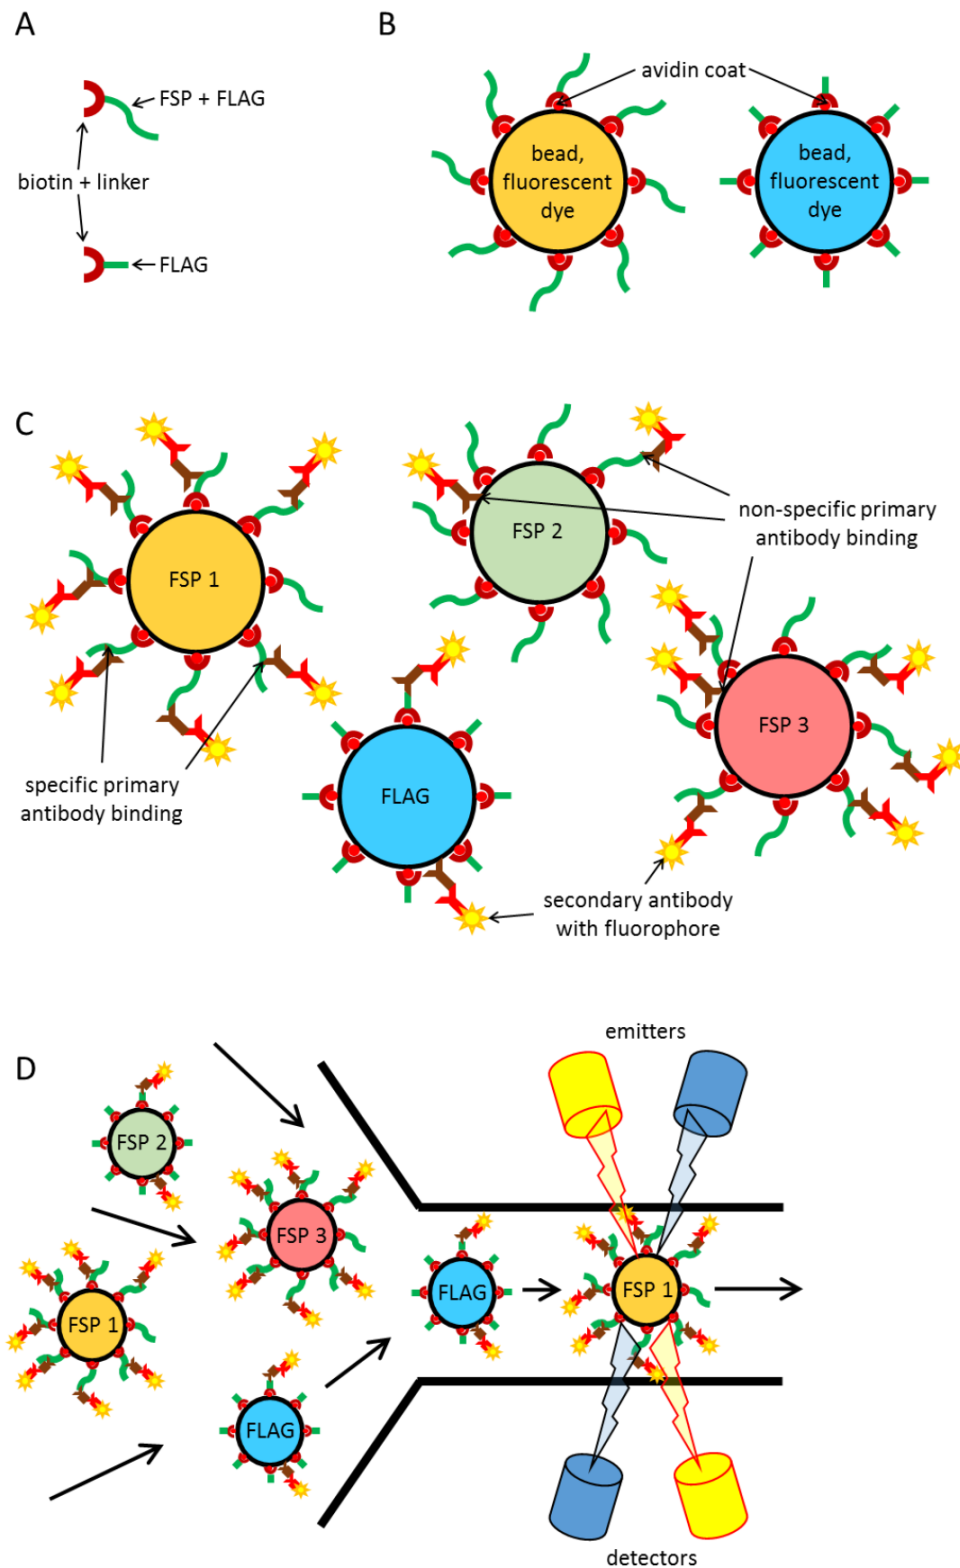 A
FSP + FLAG
biotin + linker
FLAG
B
avidin coat
bead,
fluorescent
dye
bead,
fluorescent
dye
C
FSP 1
FSP 2
non-specific primary
antibody binding
FSP 3
FLAG
specific primary
antibody binding
secondary antibody
with fluorophore
D
emitters
FSP 2
FSP 3
FSP 1
FLAG
FLAG
FSP 1
detectors